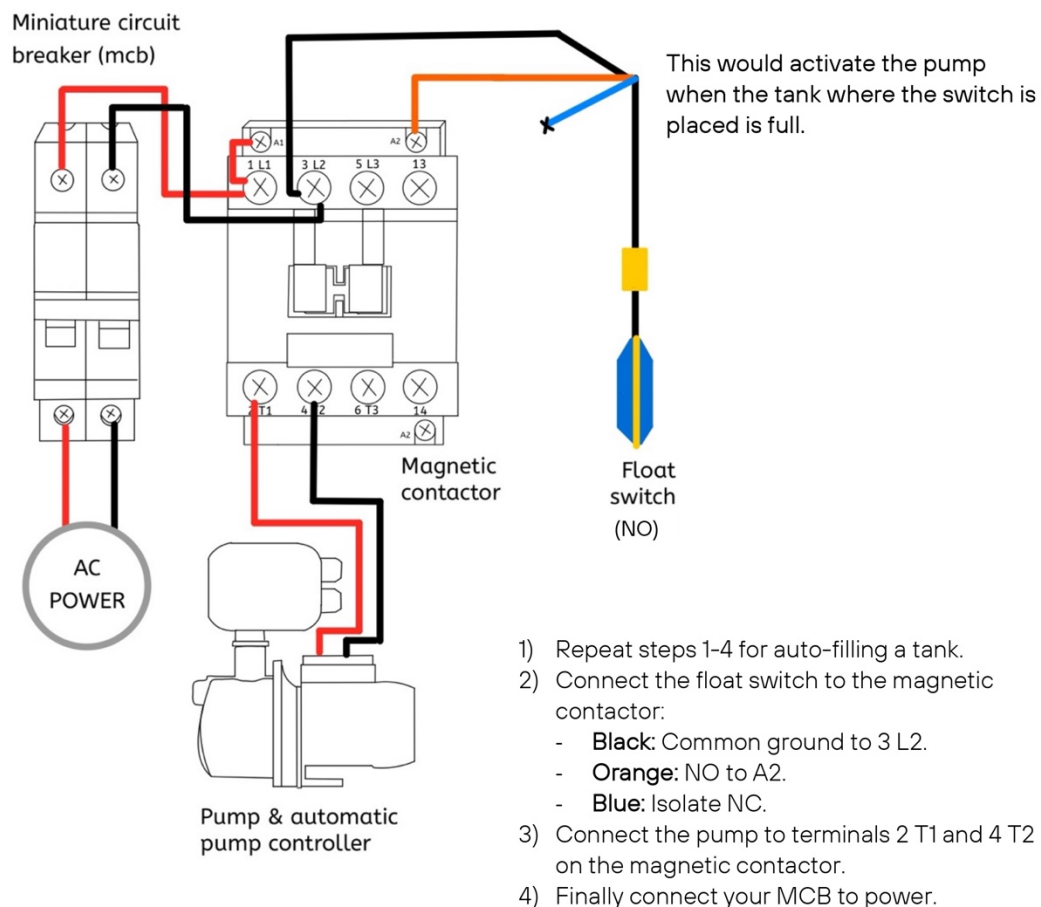 Miniature circuit
breaker (mcb)
This would activate the pump
when the tank where the switch is
placed is full.
A1
A2
1 L1
3 L2
5 L3
13
2 T1
4 T2
6 T3
14
A2
Magnetic
contactor
Float
switch
(NO)
AC
POWER
Pump & automatic
pump controller
1) Repeat steps 1-4 for auto-filling a tank.
2) Connect the float switch to the magnetic
contactor:
- Black: Common ground to 3 L2.
- Orange: NO to A2.
- Blue: Isolate NC.
3) Connect the pump to terminals 2 T1 and 4 T2
on the magnetic contactor.
4) Finally connect your MCB to power.